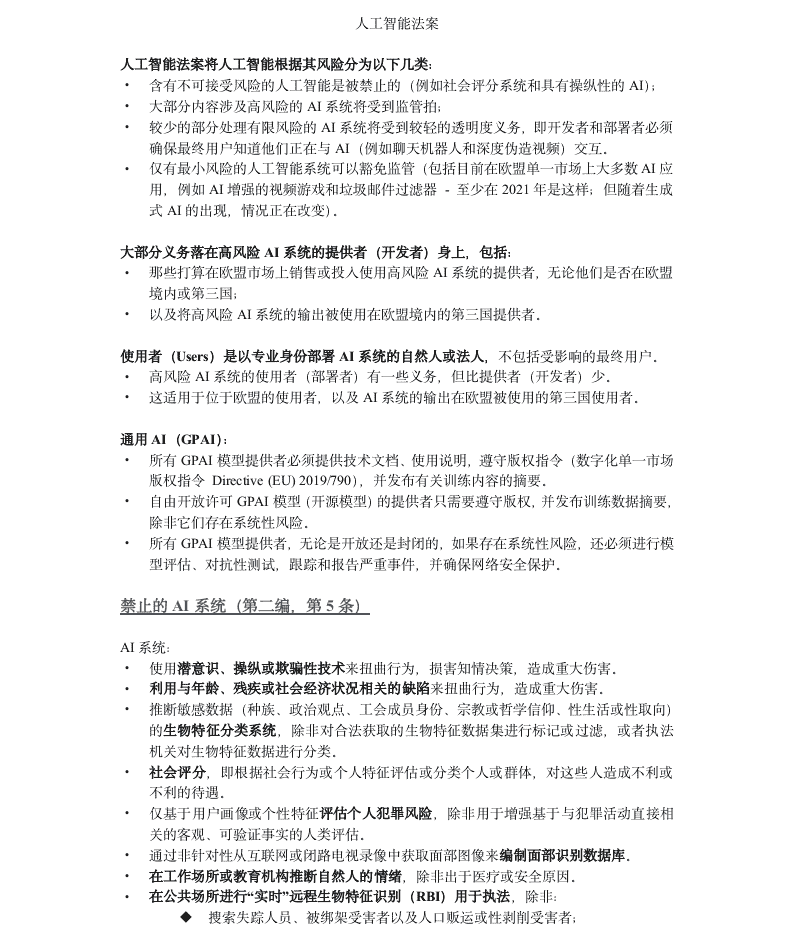 人工智能法案
人工智能法案将人工智能根据其风险分为以下几类：
• 含有不可接受风险的人工智能是被禁止的（例如社会评分系统和具有操纵性的 AI）；
• 大部分内容涉及高风险的 AI 系统将受到监管拍；
• 较少的部分处理有限风险的 AI 系统将受到较轻的透明度义务，即开发者和部署者必须
确保最终用户知道他们正在与 AI（例如聊天机器人和深度伪造视频）交互。
• 仅有最小风险的人工智能系统可以豁免监管（包括目前在欧盟单一市场上大多数 AI 应
用，例如 AI 增强的视频游戏和垃圾邮件过滤器 - 至少在 2021 年是这样；但随着生成
式 AI 的出现，情况正在改变）。
大部分义务落在高风险 AI 系统的提供者（开发者）身上，包括：
• 那些打算在欧盟市场上销售或投入使用高风险 AI 系统的提供者，无论他们是否在欧盟
境内或第三国；
• 以及将高风险 AI 系统的输出被使用在欧盟境内的第三国提供者。
使用者（Users）是以专业身份部署 AI 系统的自然人或法人，不包括受影响的最终用户。
• 高风险 AI 系统的使用者（部署者）有一些义务，但比提供者（开发者）少。
• 这适用于位于欧盟的使用者，以及 AI 系统的输出在欧盟被使用的第三国使用者。
通用 AI（GPAI）：
• 所有 GPAI 模型提供者必须提供技术文档、使用说明，遵守版权指令（数字化单一市场
版权指令 Directive (EU) 2019/790），并发布有关训练内容的摘要。
• 自由开放许可 GPAI 模型（开源模型）的提供者只需要遵守版权，并发布训练数据摘要，
除非它们存在系统性风险。
• 所有 GPAI 模型提供者，无论是开放还是封闭的，如果存在系统性风险，还必须进行模
型评估、对抗性测试，跟踪和报告严重事件，并确保网络安全保护。
禁止的 AI 系统（第二编，第 5 条）
AI 系统：
• 使用潜意识、操纵或欺骗性技术来扭曲行为，损害知情决策，造成重大伤害。
• 利用与年龄、残疾或社会经济状况相关的缺陷来扭曲行为，造成重大伤害。
• 推断敏感数据（种族、政治观点、工会成员身份、宗教或哲学信仰、性生活或性取向）
的生物特征分类系统，除非对合法获取的生物特征数据集进行标记或过滤，或者执法
机关对生物特征数据进行分类。
• 社会评分，即根据社会行为或个人特征评估或分类个人或群体，对这些人造成不利或
不利的待遇。
• 仅基于用户画像或个性特征评估个人犯罪风险，除非用于增强基于与犯罪活动直接相
关的客观、可验证事实的人类评估。
• 通过非针对性从互联网或闭路电视录像中获取面部图像来编制面部识别数据库。
• 在工作场所或教育机构推断自然人的情绪，除非出于医疗或安全原因。
• 在公共场所进行“实时”远程生物特征识别（RBI）用于执法，除非：
◆ 搜索失踪人员、被绑架受害者以及人口贩运或性剥削受害者；